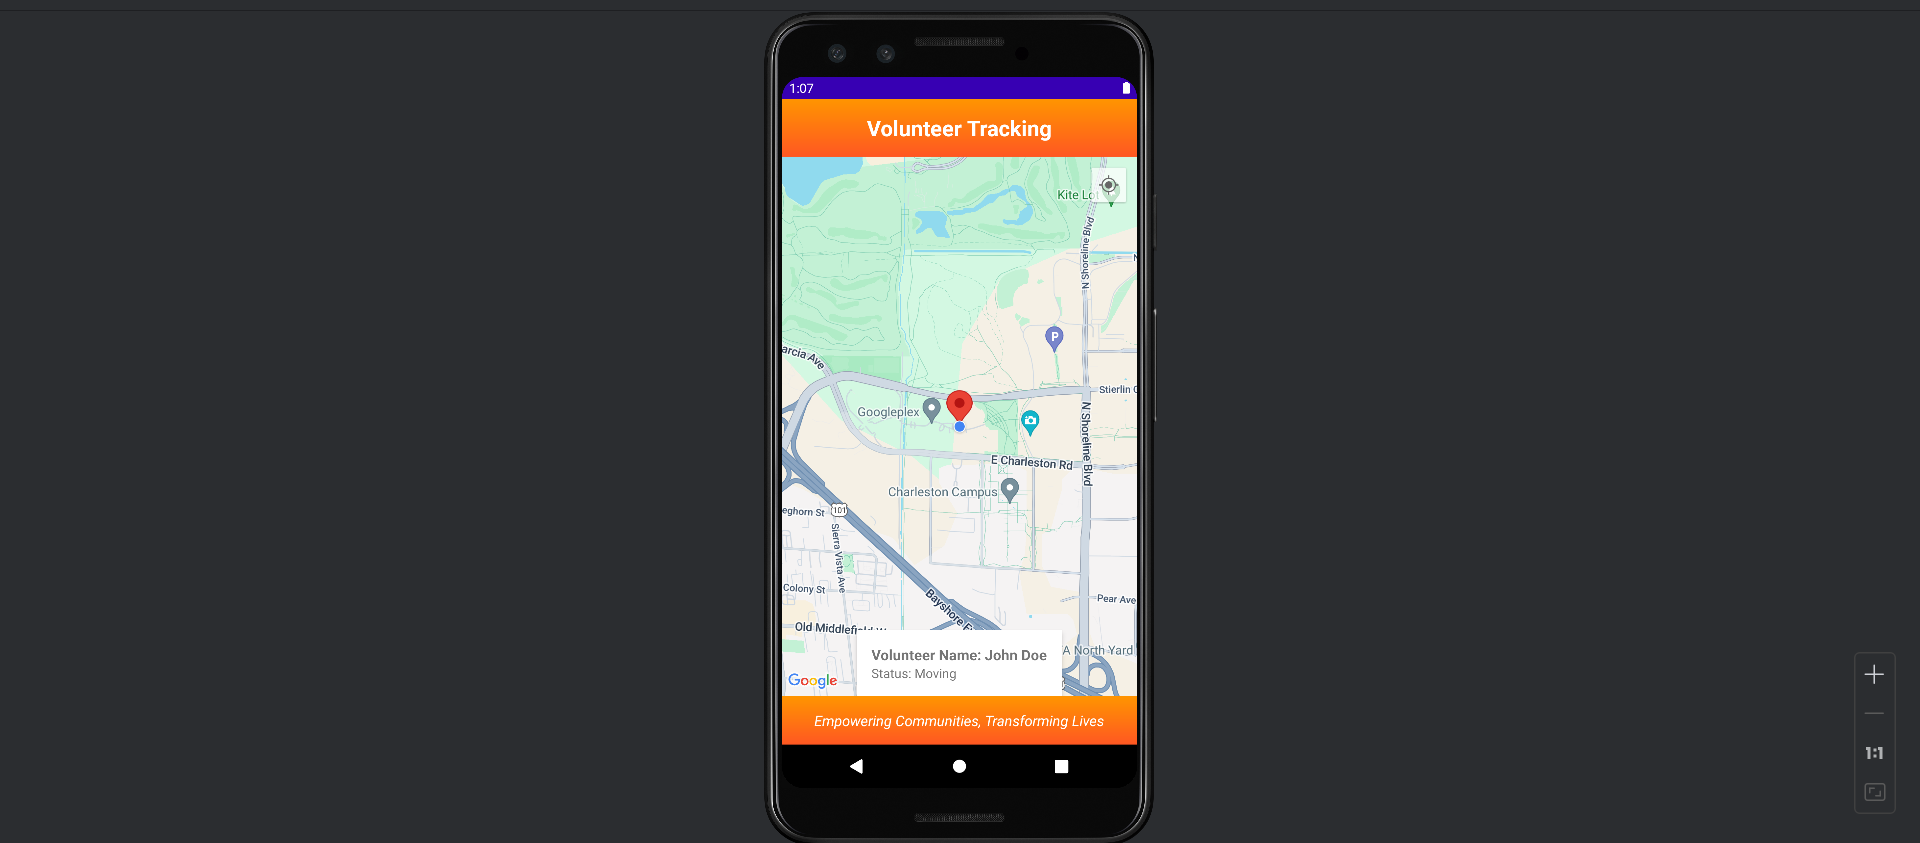 1:07
Volunteer Tracking
Kite Lo
N Shoreline Blvd
N
P
arcia Ave
Stierlin C
Googleplex
N Shoreline Blvd
E Charleston Rd
Charleston Campus
eghorn St
101
Sierra Vista Ave
Colony St
Bayshore F
Pear Ave
Old Middlefi
A North Yard
Volunteer Name: John Doe
Status: Moving
Google
Empowering Communities, Transforming Lives
1:1